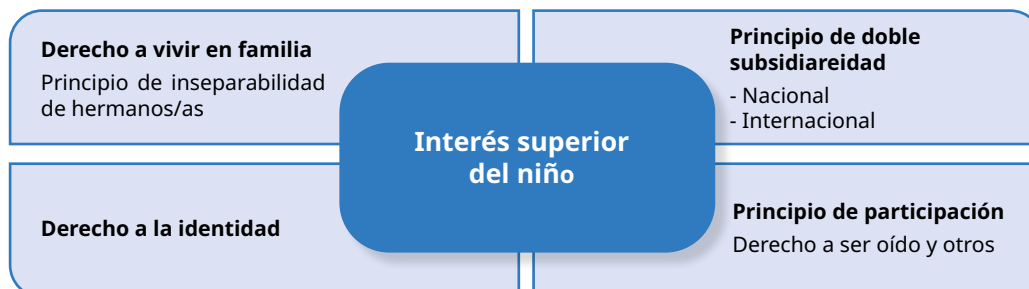 Derecho a vivir en familia
Principio de inseparabilidad
de hermanos/as
Principio de doble
subsidiareidad
- Nacional
- Internacional
Interés superior
del niño
Derecho a la identidad
Principio de participación
Derecho a ser oído y otros